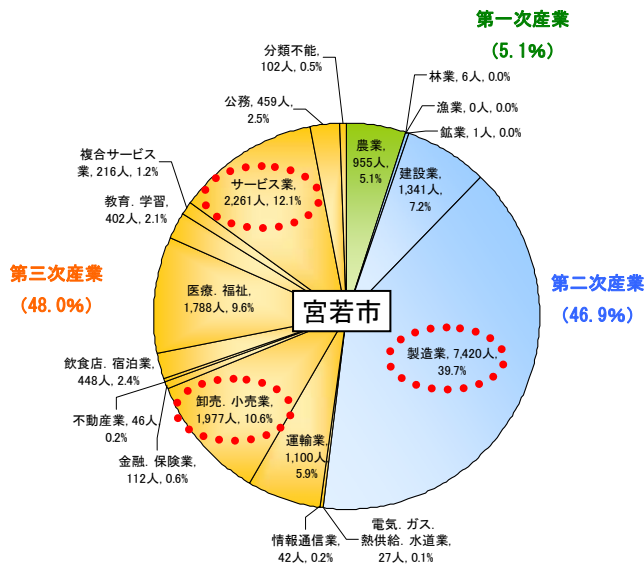 第一次産業
(5.1%)
分類不能,
102人, 0.5%
林業, 6人, 0.0%
漁業, 0人, 0.0%
鉱業, 1人, 0.0%
公務, 459人,
2.5%
農業,
955人,
5.1%
建設業,
1,341人,
7.2%
複合サービス
業, 216人, 1.2%
サービス業,
2,261人, 12.1%
教育. 学習,
402人, 2.1%
第三次産業
(48.0%)
第二次産業
(46.9%)
医療. 福祉,
1,788人, 9.6%
宮若市
製造業, 7,420人,
39.7%
飲食店. 宿泊業,
448人, 2.4%
卸売. 小売業,
1,977人, 10.6%
不動産業, 46人
0.2%
運輸業,
1,100人,
5.9%
金融. 保険業,
112人, 0.6%
情報通信業,
42人, 0.2%
電気. ガス.
熱供給. 水道業,
27人, 0.1%